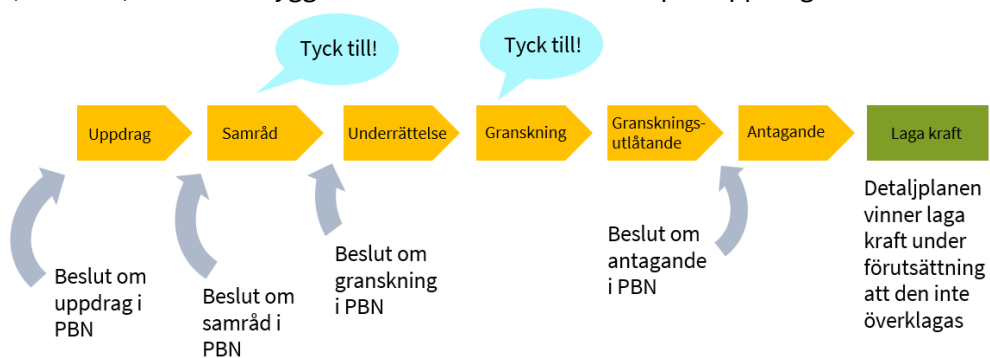 Tyck till!
Tyck till!
Uppdrag
Samråd
Underrättelse
Granskning
Gransknings-
utlåtande
Antagande
Laga kraft
Beslut om
uppdrag i
PBN
Beslut om
samråd i
PBN
Beslut om
granskning
i PBN
Beslut om
antagande
i PBN
Detaljplanen
vinner laga
kraft under
förutsättning
att den inte
överklagas